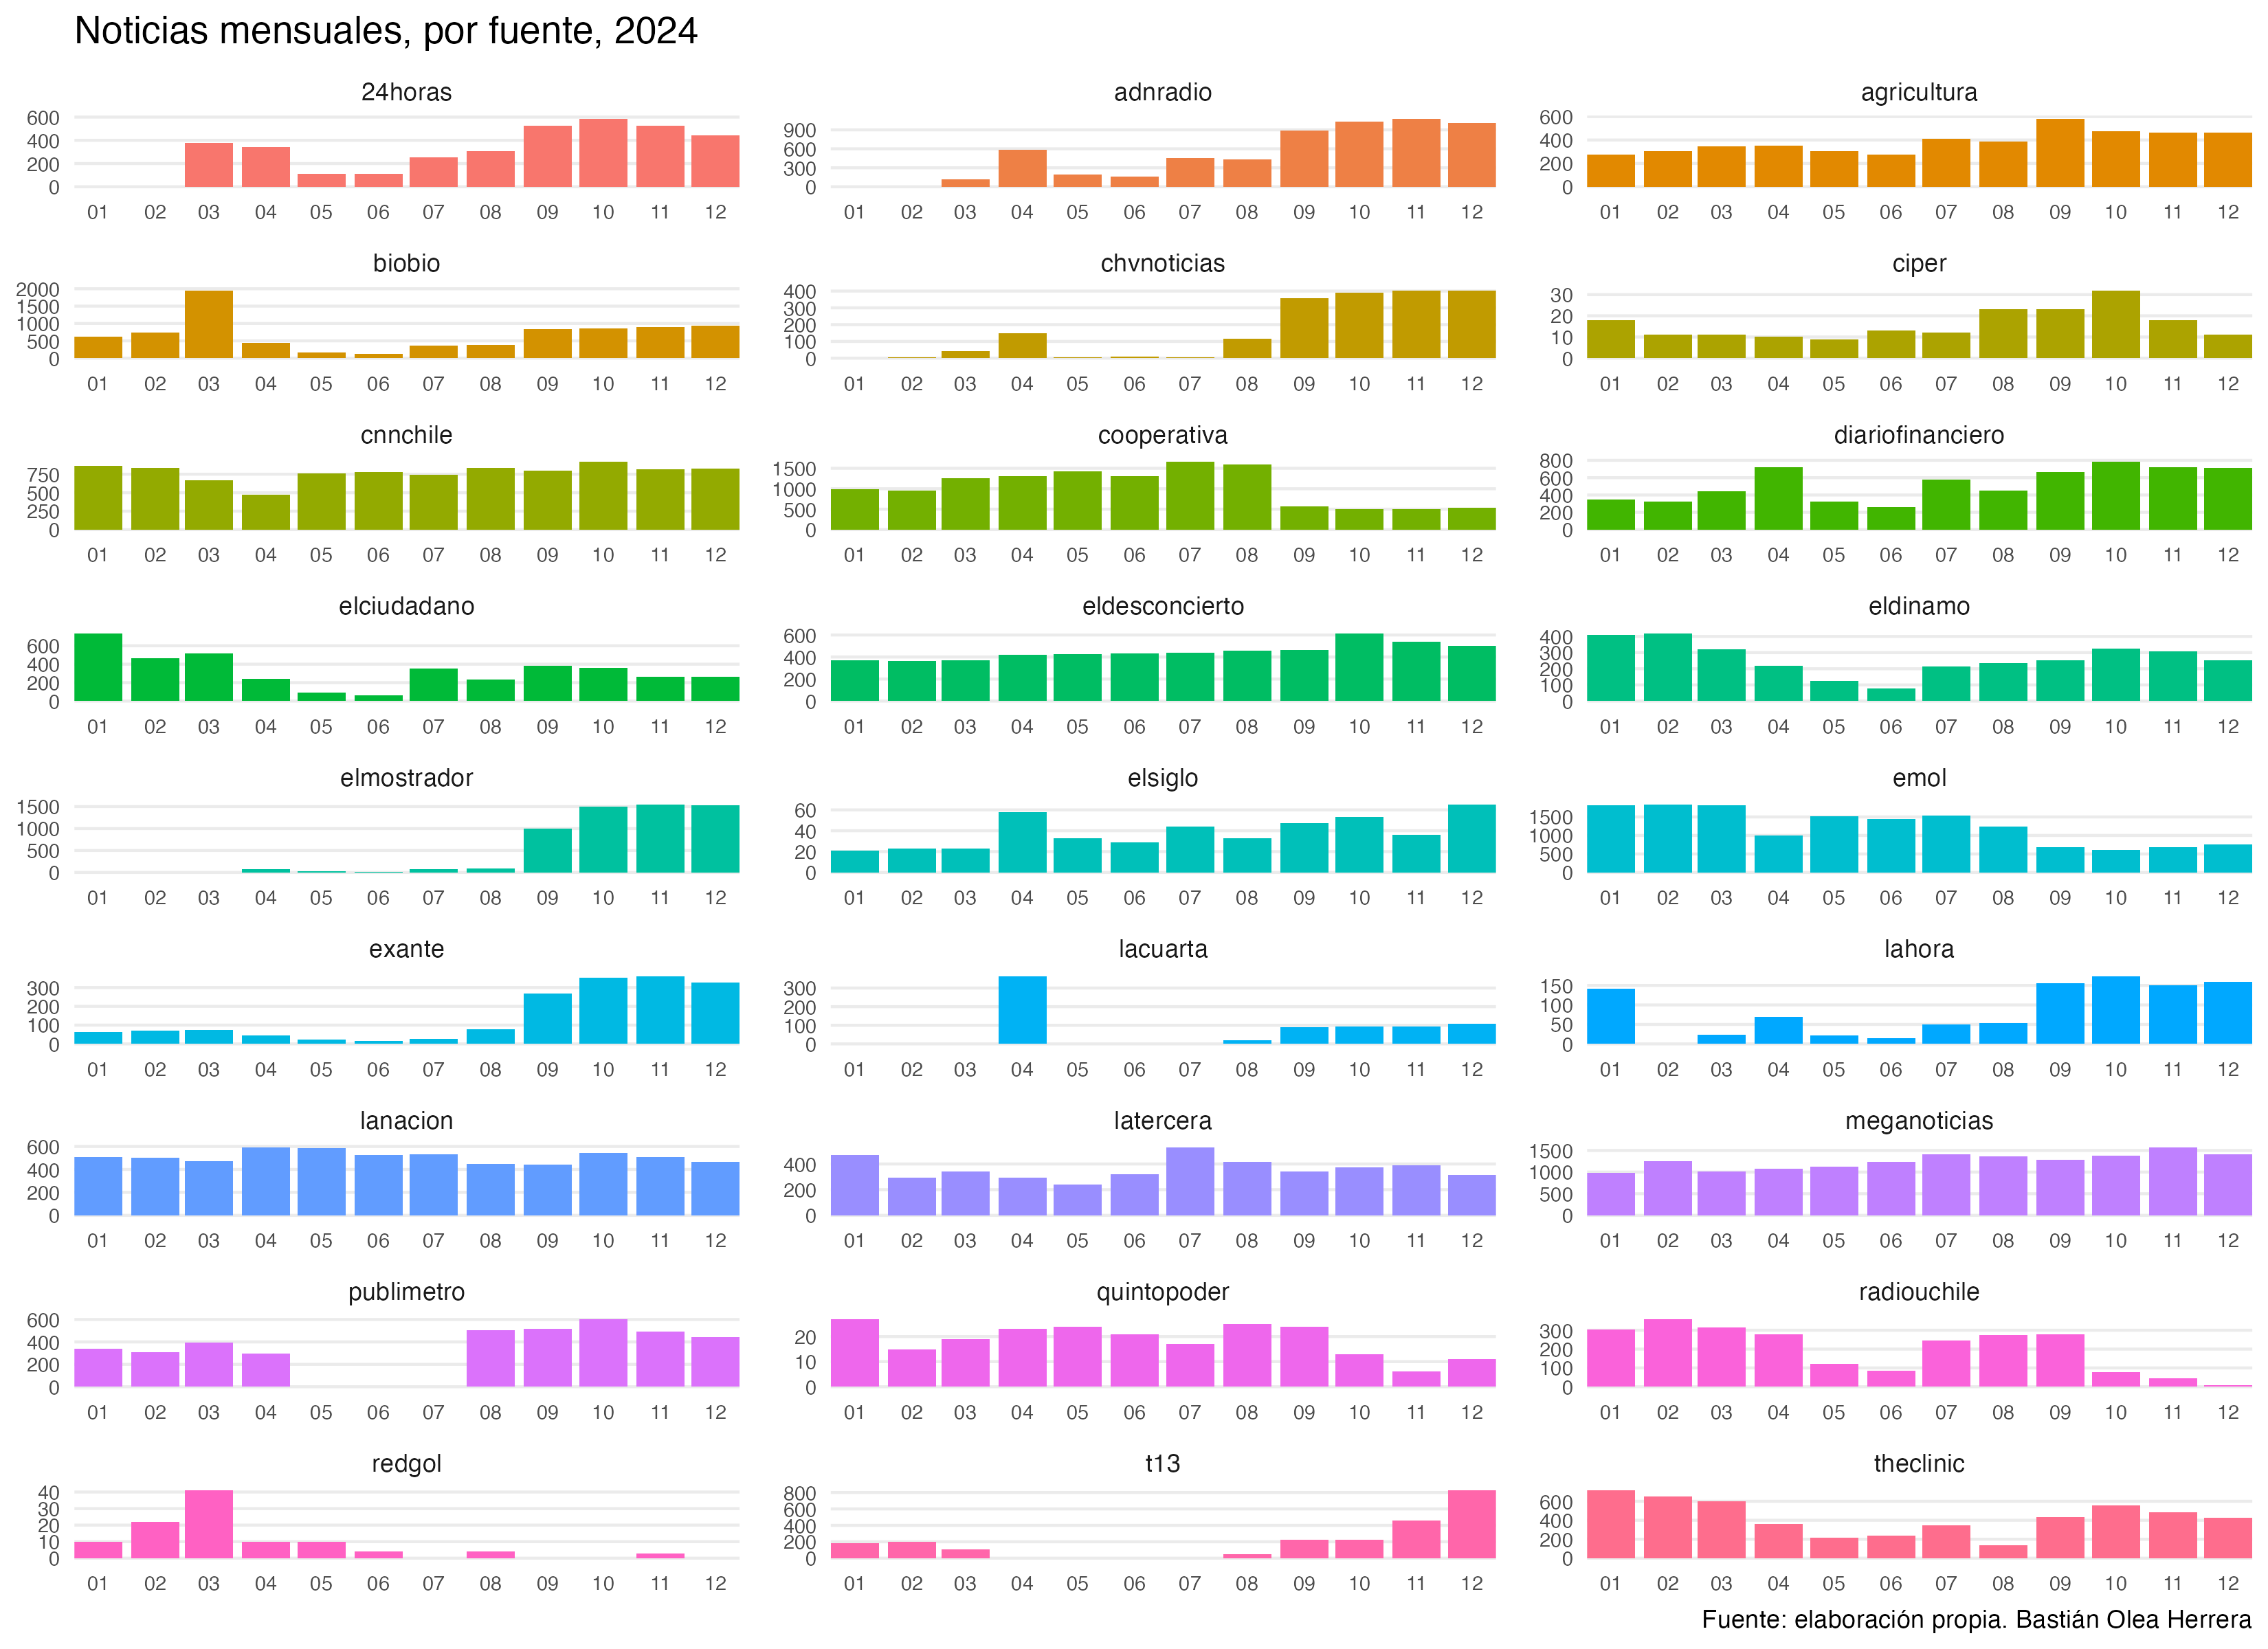 Noticias mensuales, por fuente, 2024
24horas
600
400
200
0
01 02 03 04 05 06 07 08 09 10 11 12
adnradio
900
600
300
0
01 02 03 04 05 06 07 08 09 10 11 12
agricultura
600
400
200
0
01 02 03 04 05 06 07 08 09 10 11 12
biobio
2000
1500
1000
500
0
01 02 03 04 05 06 07 08 09 10 11 12
chvnoticias
400
300
200
100
0
01 02 03 04 05 06 07 08 09 10 11 12
ciper
30
20
10
0
01 02 03 04 05 06 07 08 09 10 11 12
cnnchile
750
500
250
0
01 02 03 04 05 06 07 08 09 10 11 12
cooperativa
1500
1000
500
0
01 02 03 04 05 06 07 08 09 10 11 12
diariofinanciero
800
600
400
200
0
01 02 03 04 05 06 07 08 09 10 11 12
elciudadano
600
400
200
0
01 02 03 04 05 06 07 08 09 10 11 12
eldesconcierto
600
400
200
0
01 02 03 04 05 06 07 08 09 10 11 12
eldinamo
400
300
200
100
0
01 02 03 04 05 06 07 08 09 10 11 12
elmostrador
1500
1000
500
0
01 02 03 04 05 06 07 08 09 10 11 12
elsiglo
60
40
20
0
01 02 03 04 05 06 07 08 09 10 11 12
emol
1500
1000
500
0
01 02 03 04 05 06 07 08 09 10 11 12
exante
300
200
100
0
01 02 03 04 05 06 07 08 09 10 11 12
lacuarta
300
200
100
0
01 02 03 04 05 06 07 08 09 10 11 12
lahora
150
100
50
0
01 02 03 04 05 06 07 08 09 10 11 12
lanacion
600
400
200
0
01 02 03 04 05 06 07 08 09 10 11 12
latercera
400
200
0
01 02 03 04 05 06 07 08 09 10 11 12
meganoticias
1500
1000
500
0
01 02 03 04 05 06 07 08 09 10 11 12
publimetro
600
400
200
0
01 02 03 04 05 06 07 08 09 10 11 12
quintopoder
20
10
0
01 02 03 04 05 06 07 08 09 10 11 12
radiouchile
300
200
100
0
01 02 03 04 05 06 07 08 09 10 11 12
redgol
40
30
20
10
0
01 02 03 04 05 06 07 08 09 10 11 12
t13
800
600
400
200
0
01 02 03 04 05 06 07 08 09 10 11 12
theclinic
600
400
200
0
01 02 03 04 05 06 07 08 09 10 11 12
Fuente: elaboración propia. Bastián Olea Herrera